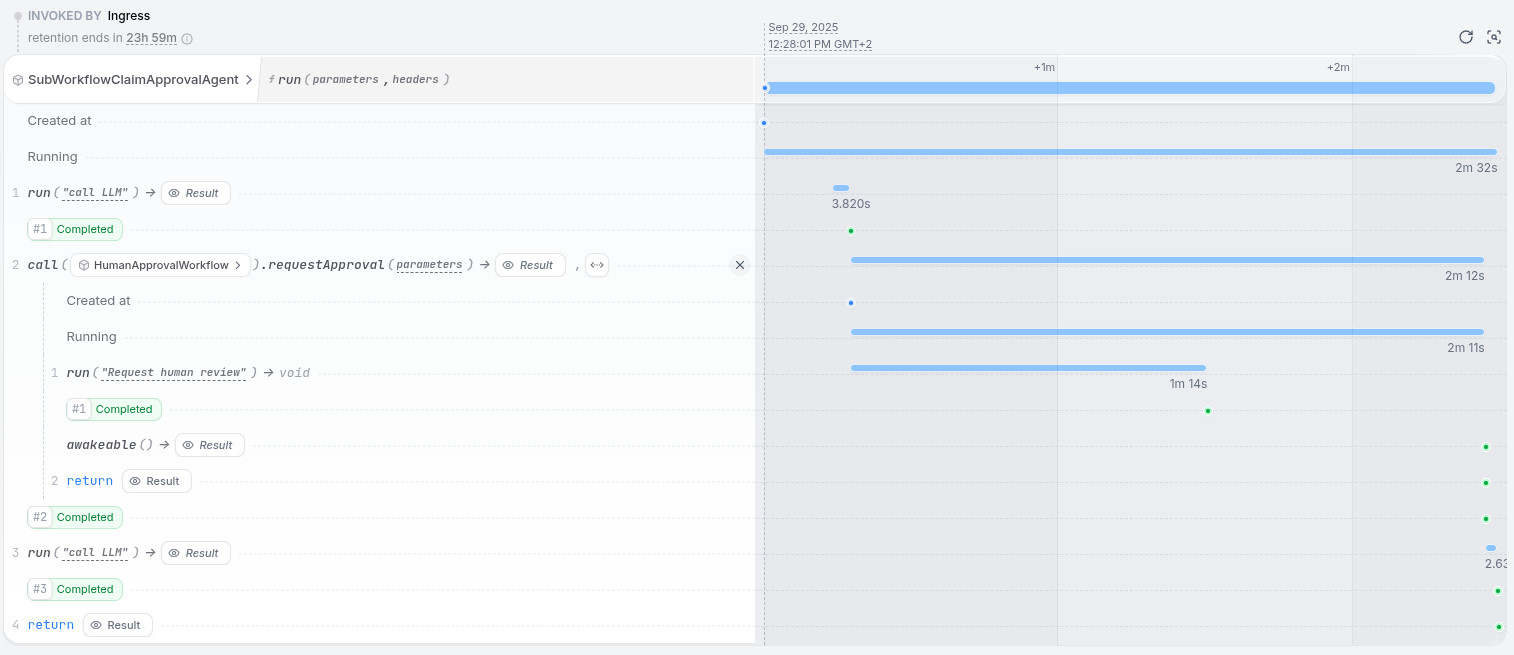 INVOKED BY Ingress
retention ends in 23h 59m
Sep 29, 2025
12:28:01 PM GMT+2
SubWorkflowClaimApprovalAgent > f run (parameters , headers )
+1m +2m
Created at
Running
2m 32s
1 run ("call LLM" ) → Result
3.820s
#1 Completed
2 call( HumanApprovalWorkflow > ).requestApproval (parameters ) → Result ,
2m 12s
Created at
Running
2m 11s
1 run ("Request human review" ) → void
1m 14s
#1 Completed
awakeable () → Result
2 return Result
#2 Completed
3 run ("call LLM" ) → Result
2.63
#3 Completed
4 return Result